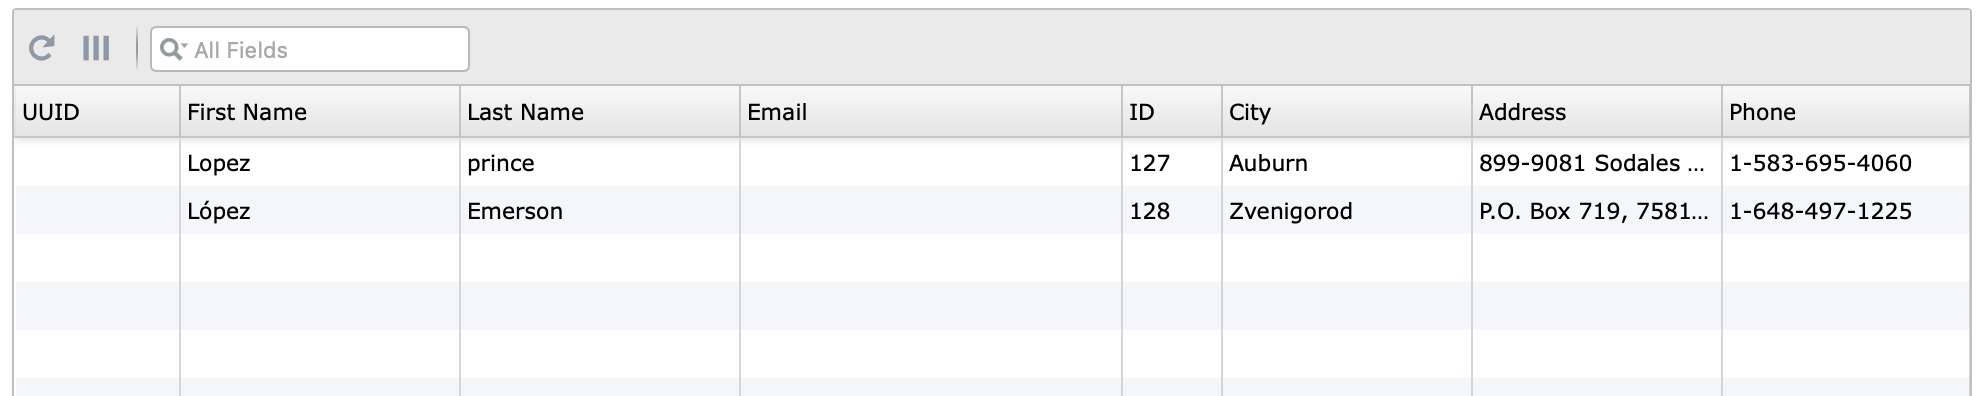 All Fields
UUID First Name Last Name Email ID City Address Phone
Lopez prince 127 Auburn 899-9081 Sodales ... 1-583-695-4060
López Emerson 128 Zvenigorod P.O. Box 719, 7581... 1-648-497-1225